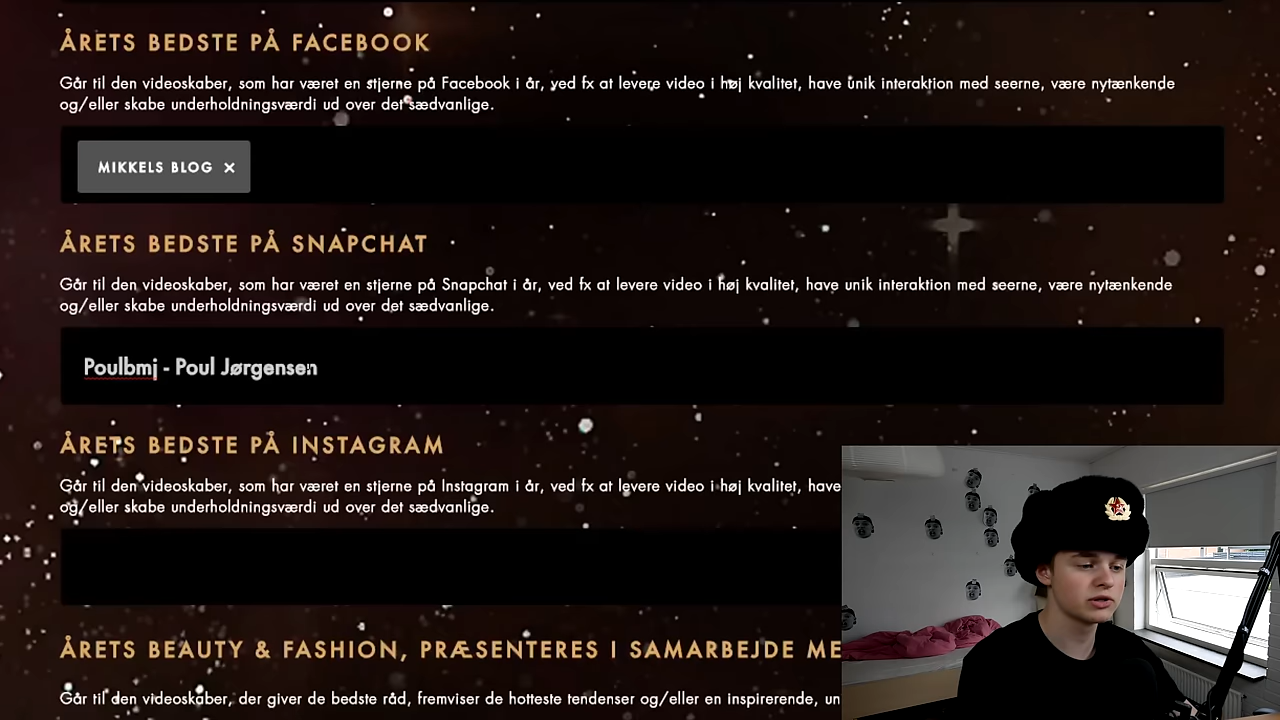 ÅRETS BEDSTE PÅ FACEBOOK
Går til den videoskaber, som har været en stjerne på Facebook i år, ved fx at levere video i høj kvalitet, have unik interaktion med seerne, være nytænkende
og/eller skabe underholdningsværdi ud over det sædvanlige.
MIKKELS BLOG ×
ÅRETS BEDSTE PÅ SNAPCHAT
Går til den videoskaber, som har været en stjerne på Snapchat i år, ved fx at levere video i høj kvalitet, have unik interaktion med seerne, være nytænkende
og/eller skabe underholdningsværdi ud over det sædvanlige.
Poulbmj - Poul Jørgensen
ÅRETS BEDSTE PÅ INSTAGRAM
Går til den videoskaber, som har været en stjerne på Instagram i år, ved fx at levere video i høj kvalitet, have
og/eller skabe underholdningsværdi ud over det sædvanlige.
ÅRETS BEAUTY & FASHION, PRÆSENTERES I SAMARBEJDE ME
Går til den videoskaber, der giver de bedste råd, fremviser de hotteste tendenser og/eller en inspirerende, un